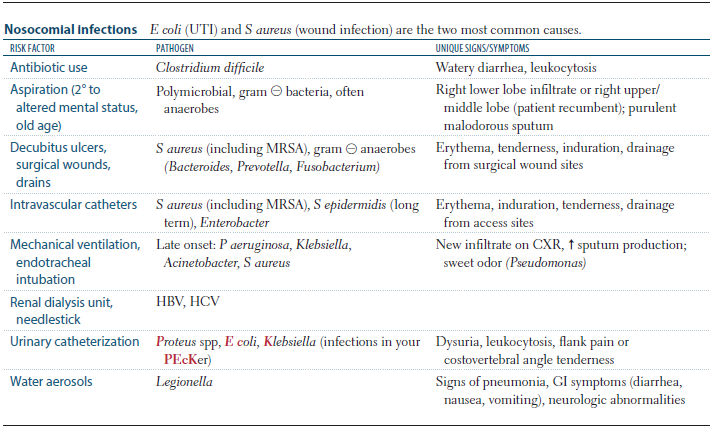 Nosocomial infections E coli (UTI) and S aureus (wound infection) are the two most common causes.
RISK FACTOR PATHOGEN UNIQUE SIGNS/SYMPTOMS
Antibiotic use Clostridium difficile Watery diarrhea, leukocytosis
Aspiration (2° to Polymicrobial, gram ⊖ bacteria, often Right lower lobe infiltrate or right upper/
altered mental status, anaerobes middle lobe (patient recumbent); purulent
old age) malodorous sputum
Decubitus ulcers, S aureus (including MRSA), gram ⊖ anaerobes Erythema, tenderness, induration, drainage
surgical wounds, (Bacteroides, Prevotella, Fusobacterium) from surgical wound sites
drains
Intravascular catheters S aureus (including MRSA), S epidermidis (long Erythema, induration, tenderness, drainage
term), Enterobacter from access sites
Mechanical ventilation, Late onset: P aeruginosa, Klebsiella, New infiltrate on CXR, ↑ sputum production;
endotracheal Acinetobacter, S aureus sweet odor (Pseudomonas)
intubation
Renal dialysis unit, HBV, HCV
needlestick
Urinary catheterization Proteus spp, E coli, Klebsiella (infections in your Dysuria, leukocytosis, flank pain or
PEcKer) costovertebral angle tenderness
Water aerosols Legionella Signs of pneumonia, GI symptoms (diarrhea,
nausea, vomiting), neurologic abnormalities